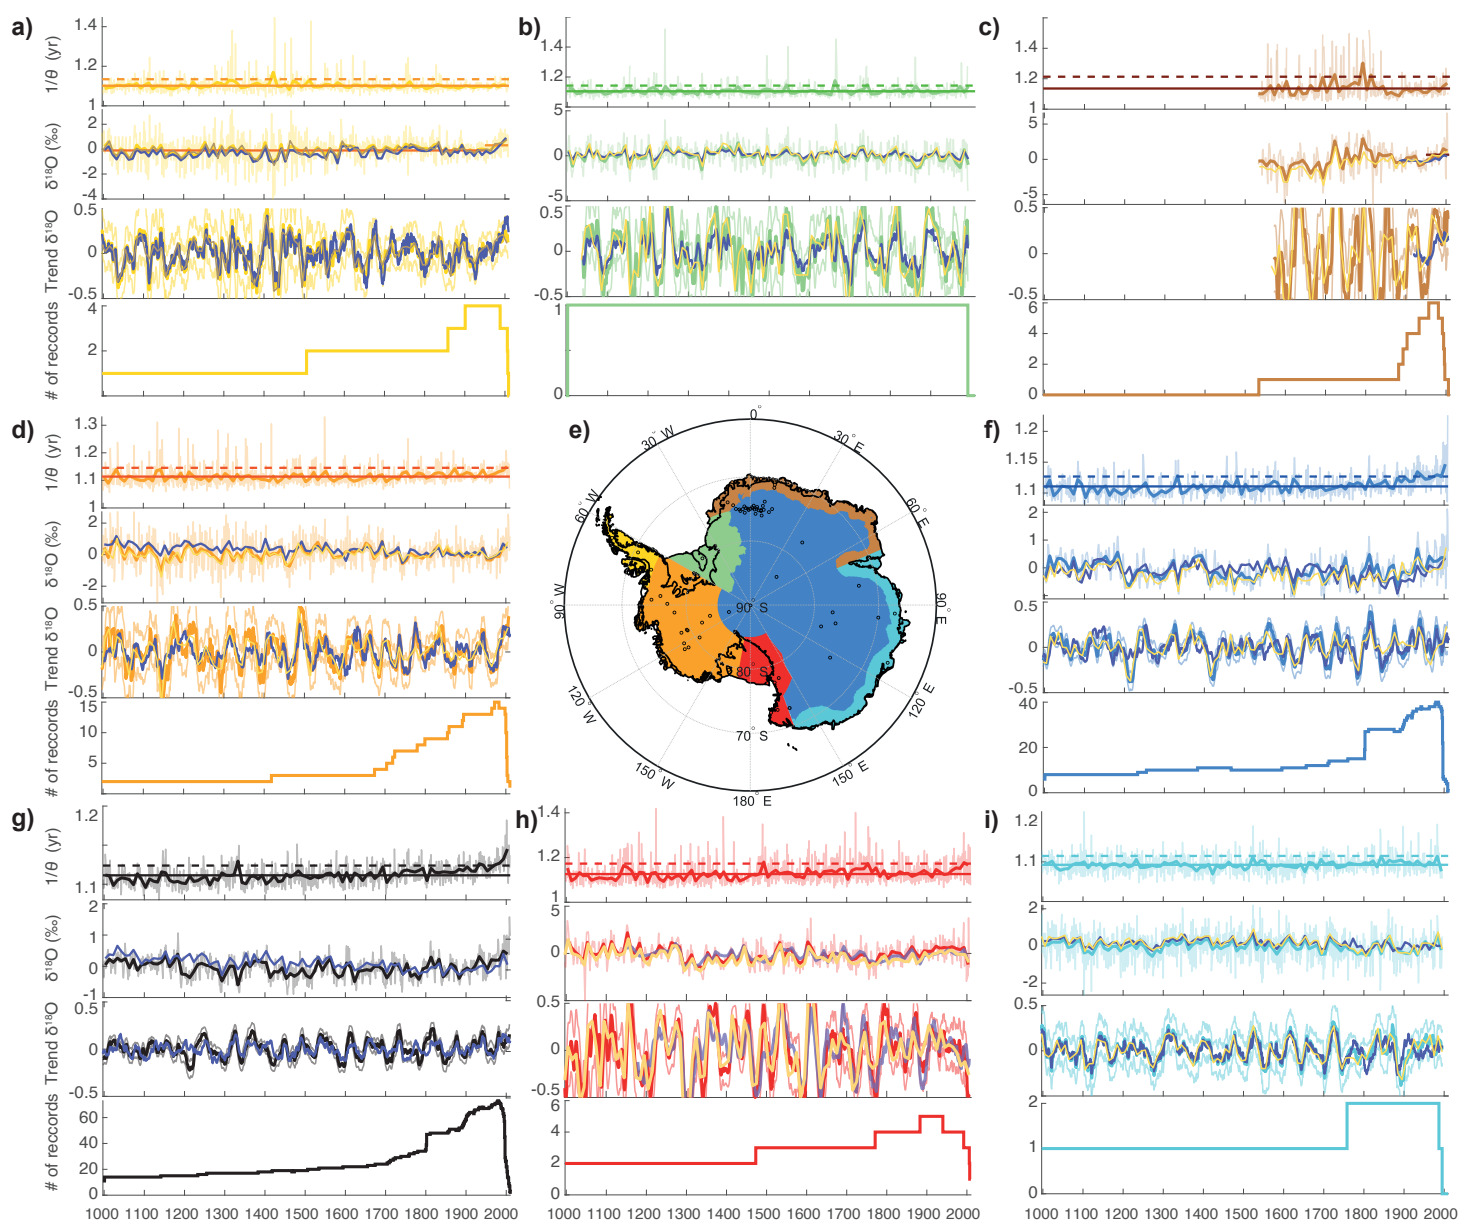 a)
1/θ (yr)
1.4
1.2
1
δ¹⁸O (‰)
2
0
-2
-4
Trend δ¹⁸O
0.5
0
-0.5
# of reccords
4
2
b)
1.4
1.2
1
5
0
-5
0.5
0
-0.5
1
0
c)
1.4
1.2
1
5
0
-5
0.5
0
-0.5
6
4
2
0
d)
1/θ (yr)
1.3
1.2
1.1
1
δ¹⁸O (‰)
2
0
-2
Trend δ¹⁸O
0.5
0
-0.5
# of reccords
15
10
5
e)
0°
30° W
30° E
60° W
60° E
90° W
90° S
90° E
80° S
120° W
120° E
70° S
150° W
150° E
180° E
f)
1.2
1.15
1.1
2
1
0
-1
0.5
0
-0.5
40
20
0
g)
1/θ (yr)
1.2
1.1
δ¹⁸O (‰)
2
1
0
-1
Trend δ¹⁸O
0.5
0
-0.5
# of reccords
60
40
20
0
1000 1100 1200 1300 1400 1500 1600 1700 1800 1900 2000
h)
1.4
1.2
1
5
0
0.5
0
-0.5
6
4
2
0
1000 1100 1200 1300 1400 1500 1600 1700 1800 1900 2000
i)
1.2
1.1
2
0
-2
0.5
0
-0.5
2
1
0
1000 1100 1200 1300 1400 1500 1600 1700 1800 1900 2000